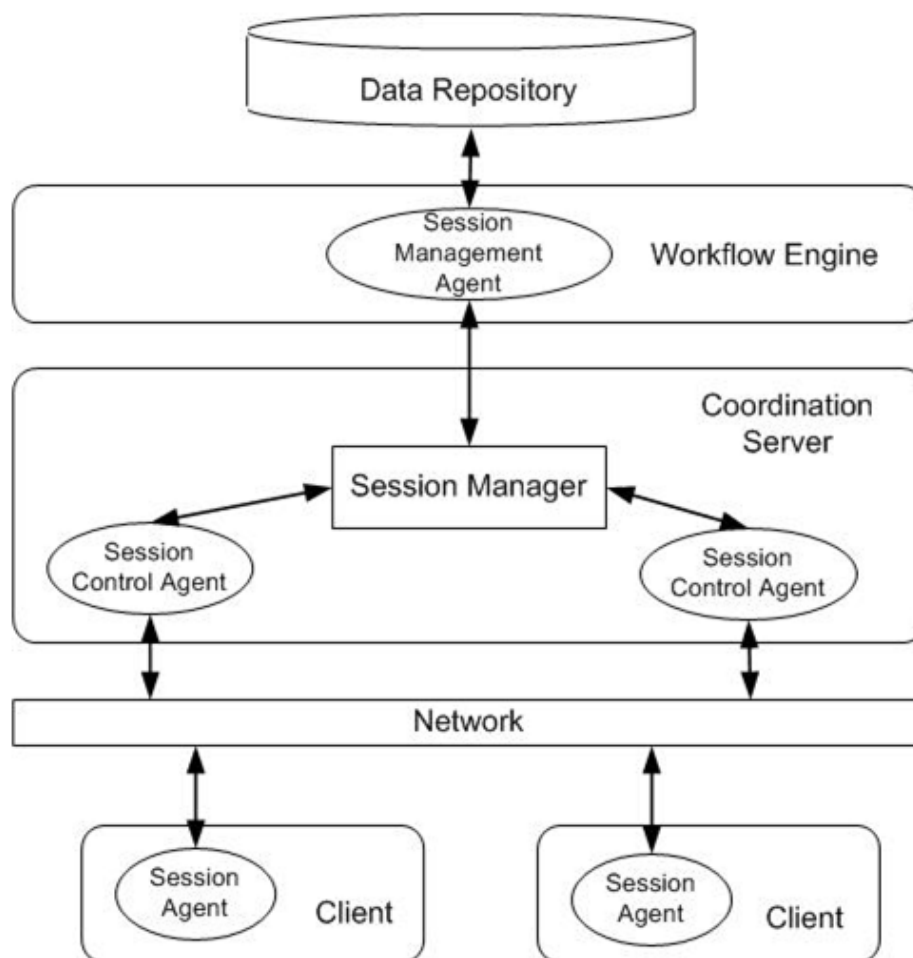 Data Repository
Session
Management
Agent
Workflow Engine
Coordination
Server
Session Manager
Session
Control Agent
Session
Control Agent
Network
Session
Agent
Client
Session
Agent
Client